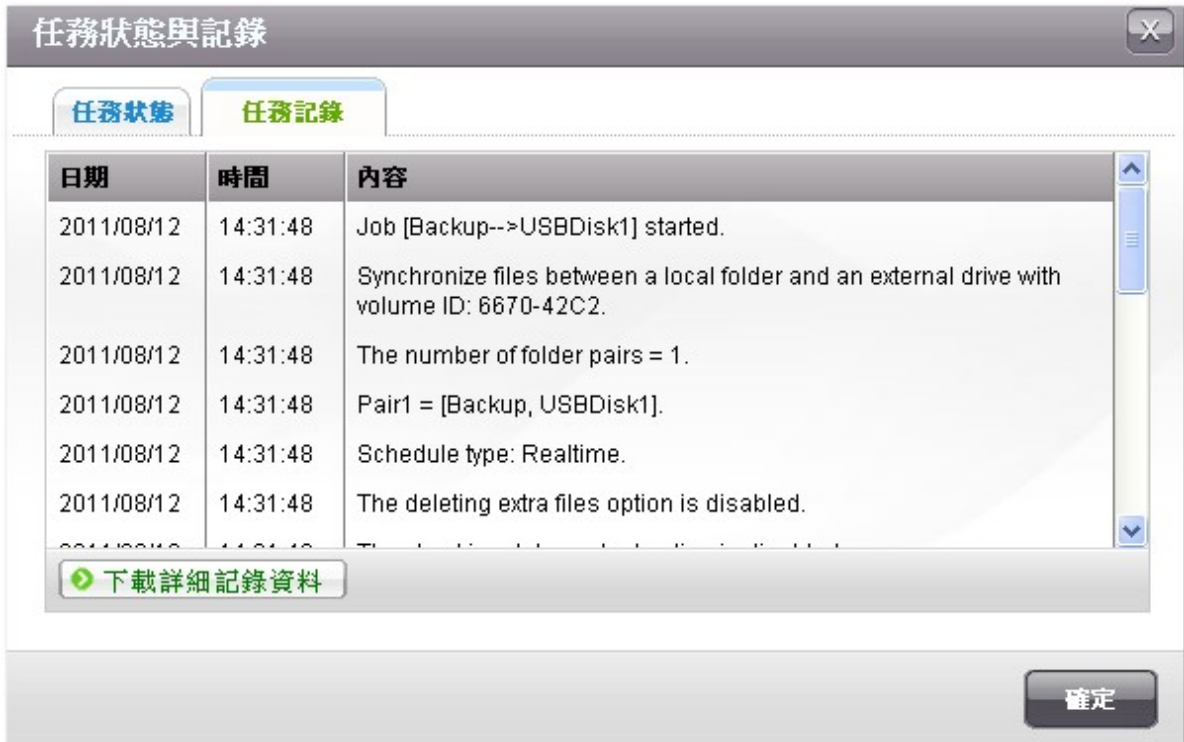 任務狀態與記錄
任務狀態
任務記錄
日期 時間 內容
2011/08/12 14:31:48 Job [Backup-->USBDisk1] started.
2011/08/12 14:31:48 Synchronize files between a local folder and an external drive with
volume ID: 6670-42C2.
2011/08/12 14:31:48 The number of folder pairs = 1.
2011/08/12 14:31:48 Pair1 = [Backup, USBDisk1].
2011/08/12 14:31:48 Schedule type: Realtime.
2011/08/12 14:31:48 The deleting extra files option is disabled.
下載詳細記錄資料
確定